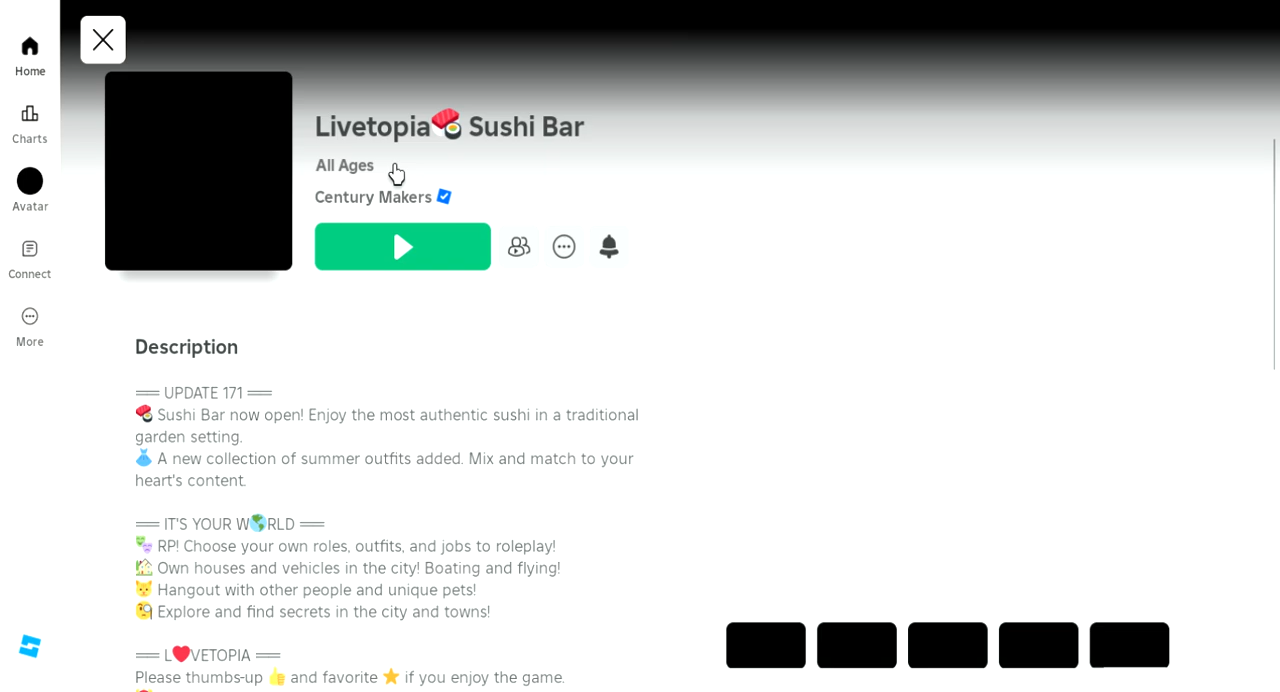 Home
Charts
Avatar
Connect
More
Livetopia🍣 Sushi Bar
All Ages
Century Makers
Description
═══ UPDATE 171 ═══
🍣 Sushi Bar now open! Enjoy the most authentic sushi in a traditional
garden setting.
👗 A new collection of summer outfits added. Mix and match to your
heart's content.
═══ IT'S YOUR W🌎RLD ═══
🎭 RP! Choose your own roles, outfits, and jobs to roleplay!
🏡 Own houses and vehicles in the city! Boating and flying!
😺 Hangout with other people and unique pets!
🧐 Explore and find secrets in the city and towns!
═══ L❤️VETOPIA ═══
Please thumbs-up 👍 and favorite ⭐ if you enjoy the game.